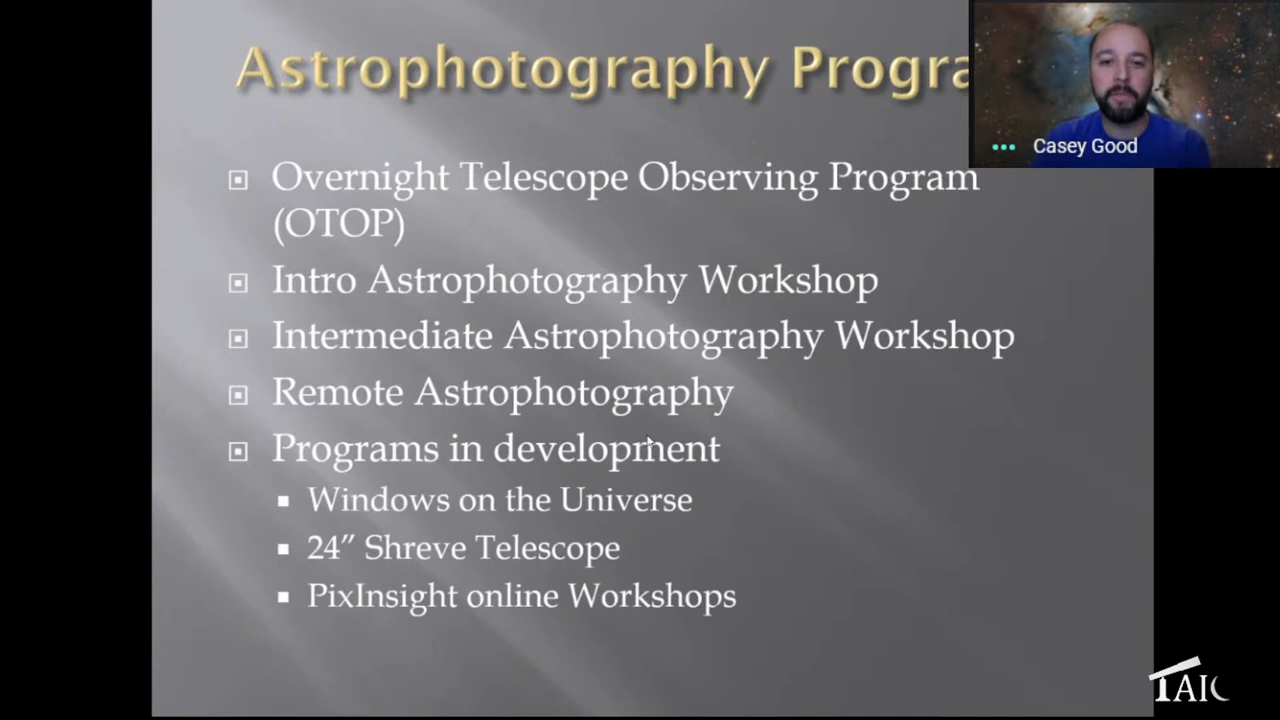 Astrophotography Progra
Casey Good
Overnight Telescope Observing Program
(OTOP)
Intro Astrophotography Workshop
Intermediate Astrophotography Workshop
Remote Astrophotography
Programs in development
Windows on the Universe
24” Shreve Telescope
PixInsight online Workshops
TAIC